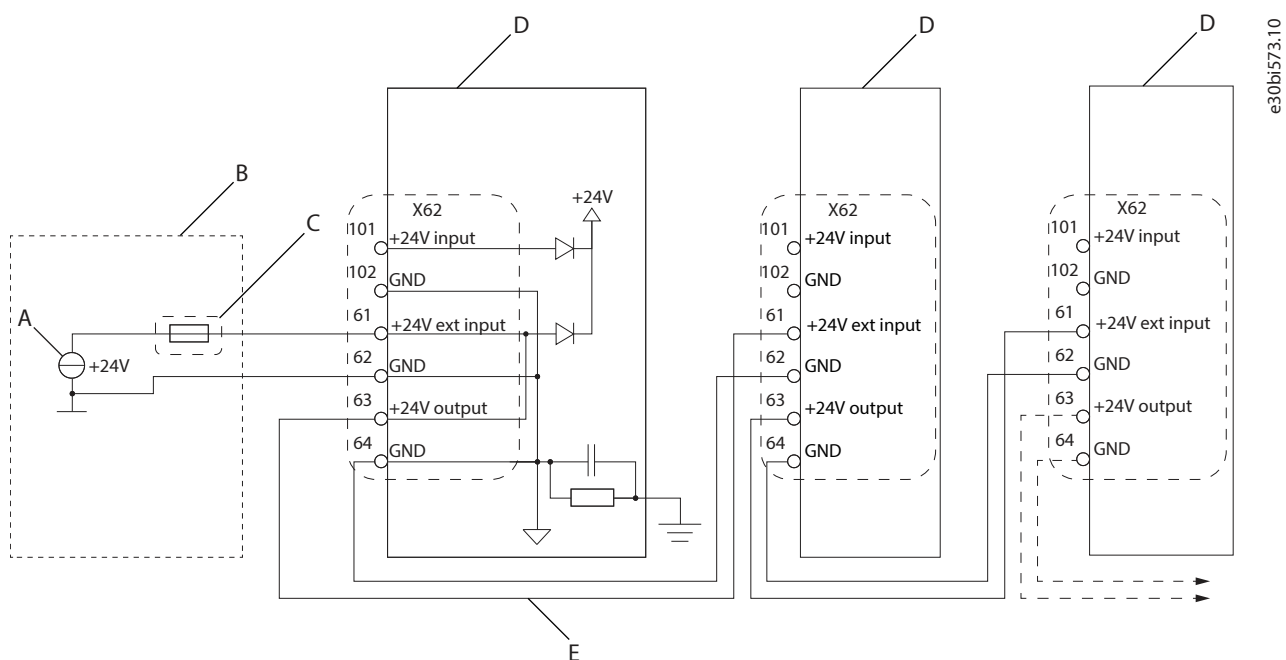 D
D
D
e30bi573.10
B
C
A
+24V
+24V
X62
101
+24V input
102
GND
61
+24V ext input
62
GND
63
+24V output
64
GND
X62
101
+24V input
102
GND
61
+24V ext input
62
GND
63
+24V output
64
GND
X62
101
+24V input
102
GND
61
+24V ext input
62
GND
63
+24V output
64
GND
E